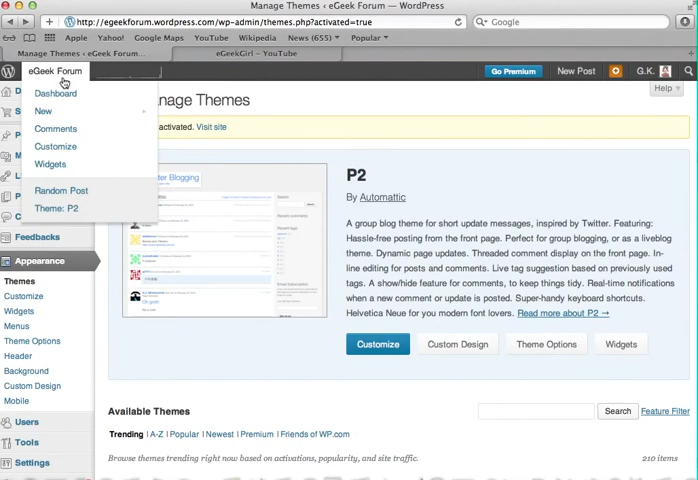 Manage Themes ‹ eGeek Forum — WordPress
http://egeekforum.wordpress.com/wp-admin/themes.php?activated=true
Google
Apple Yahoo! Google Maps YouTube Wikipedia News (655) Popular
Manage Themes ‹ eGeek Forum...
eGeekGirl – YouTube
eGeek Forum
Go Premium
New Post
G.K.
Help
Dashboard
New
Comments
Customize
Widgets
Random Post
Theme: P2
nage Themes
activated. Visit site
Feedbacks
Appearance
Themes
Customize
Widgets
Menus
Theme Options
Header
Background
Custom Design
Mobile
Users
Tools
Settings
P2
By Automattic
A group blog theme for short update messages, inspired by Twitter. Featuring:
Hassle-free posting from the front page. Perfect for group blogging, or as a liveblog
theme. Dynamic page updates. Threaded comment display on the front page. In-
line editing for posts and comments. Live tag suggestion based on previously used
tags. A show/hide feature for comments, to keep things tidy. Real-time notifications
when a new comment or update is posted. Super-handy keyboard shortcuts.
Helvetica Neue for you modern font lovers. Read more about P2 →
Customize
Custom Design
Theme Options
Widgets
Available Themes
Search
Feature Filter
Trending | A-Z | Popular | Newest | Premium | Friends of WP.com
Browse themes trending right now based on activations, popularity, and site traffic.
210 items